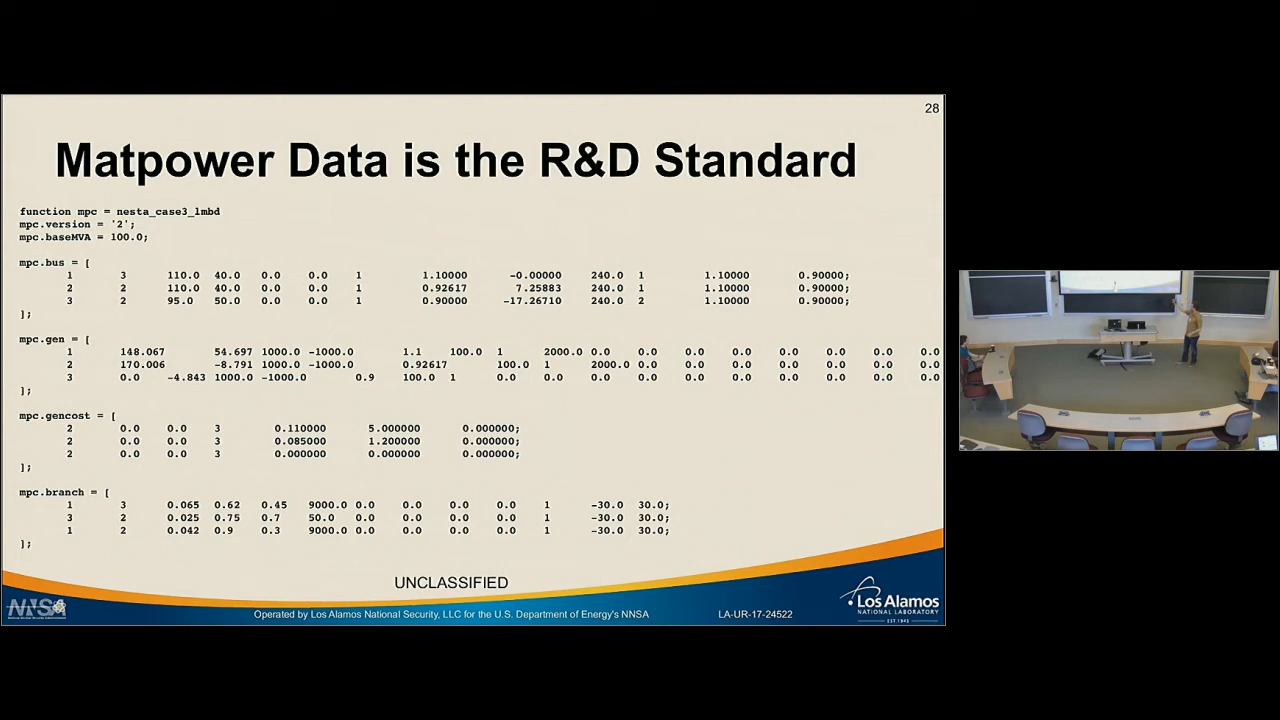 28
Matpower Data is the R&D Standard
function mpc = nesta_case3_lmbd
mpc.version = '2';
mpc.baseMVA = 100.0;
mpc.bus = [
1 3 110.0 40.0 0.0 0.0 1 1.10000 -0.00000 240.0 1 1.10000 0.90000;
2 2 110.0 40.0 0.0 0.0 1 0.92617 7.25883 240.0 1 1.10000 0.90000;
3 2 95.0 50.0 0.0 0.0 1 0.90000 -17.26710 240.0 2 1.10000 0.90000;
];
mpc.gen = [
1 148.067 54.697 1000.0 -1000.0 1.1 100.0 1 2000.0 0.0 0.0 0.0 0.0 0.0 0.0 0.0 0.0
2 170.006 -8.791 1000.0 -1000.0 0.92617 100.0 1 2000.0 0.0 0.0 0.0 0.0 0.0 0.0 0.0
3 0.0 -4.843 1000.0 -1000.0 0.9 100.0 1 0.0 0.0 0.0 0.0 0.0 0.0 0.0 0.0 0.0
];
mpc.gencost = [
2 0.0 0.0 3 0.110000 5.000000 0.000000;
2 0.0 0.0 3 0.085000 1.200000 0.000000;
2 0.0 0.0 3 0.000000 0.000000 0.000000;
];
mpc.branch = [
1 3 0.065 0.62 0.45 9000.0 0.0 0.0 0.0 0.0 1 -30.0 30.0;
3 2 0.025 0.75 0.7 50.0 0.0 0.0 0.0 0.0 1 -30.0 30.0;
1 2 0.042 0.9 0.3 9000.0 0.0 0.0 0.0 0.0 1 -30.0 30.0;
];
UNCLASSIFIED
NNSA
Operated by Los Alamos National Security, LLC for the U.S. Department of Energy's NNSA
LA-UR-17-24522
Los Alamos
NATIONAL LABORATORY
EST. 1943